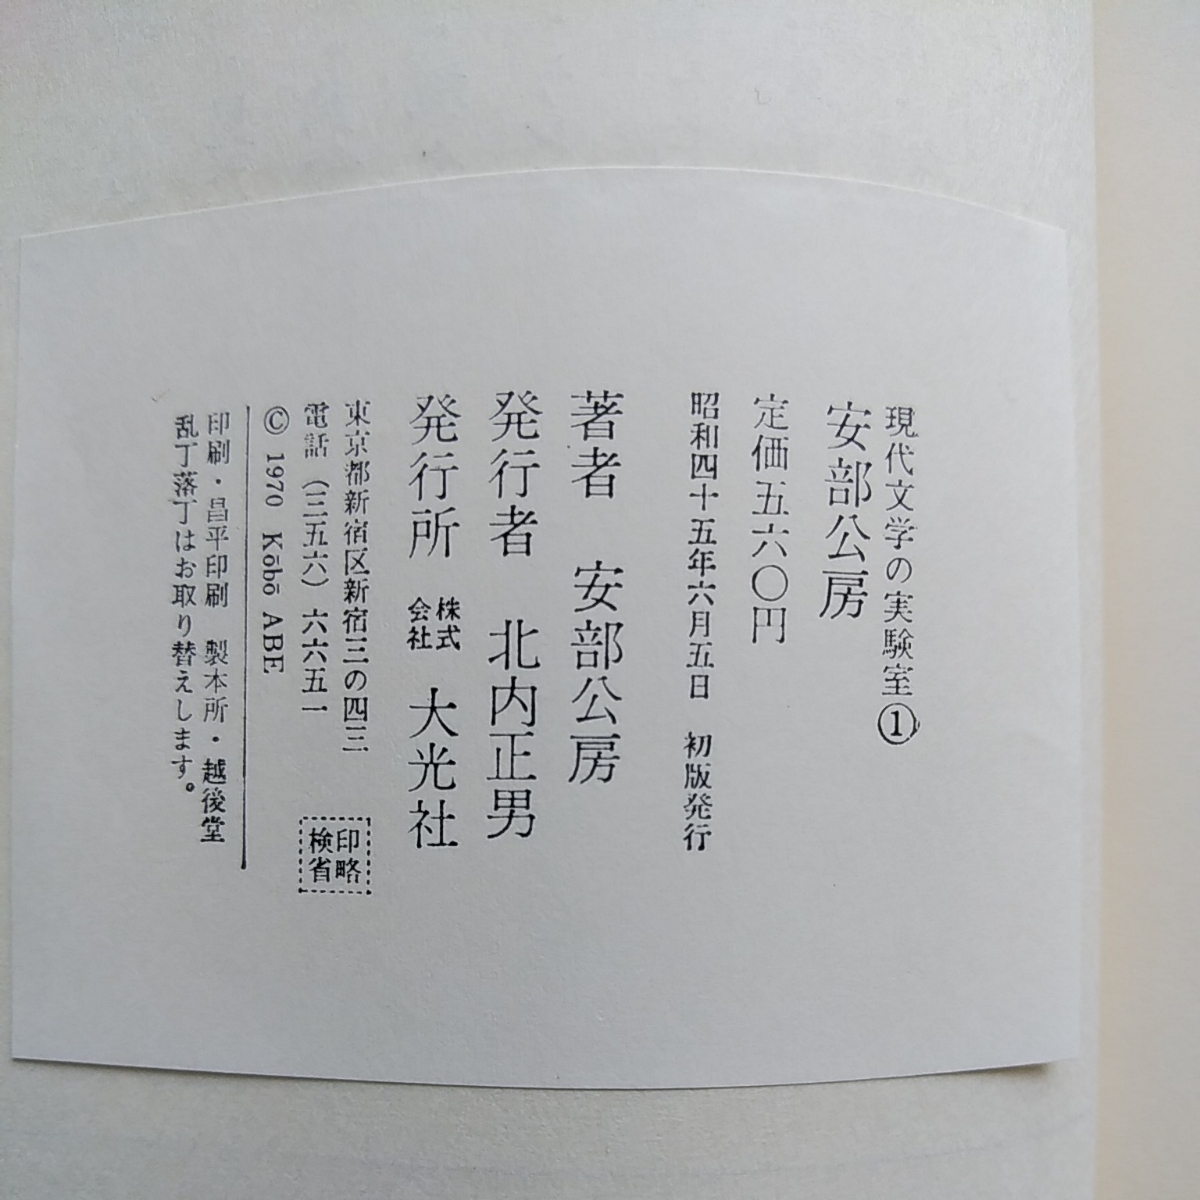 現代文学の実験室①
安部公房
定価五六〇円
昭和四十五年六月五日　初版発行
著者　安部公房
発行者　北内正男
発行所　株式会社　大光社
東京都新宿区新宿三の四三
電話（三五六）六六五一
検印省略
© 1970 Kōbō ABE
印刷・昌平印刷　製本所・越後堂
乱丁落丁はお取り替えします。